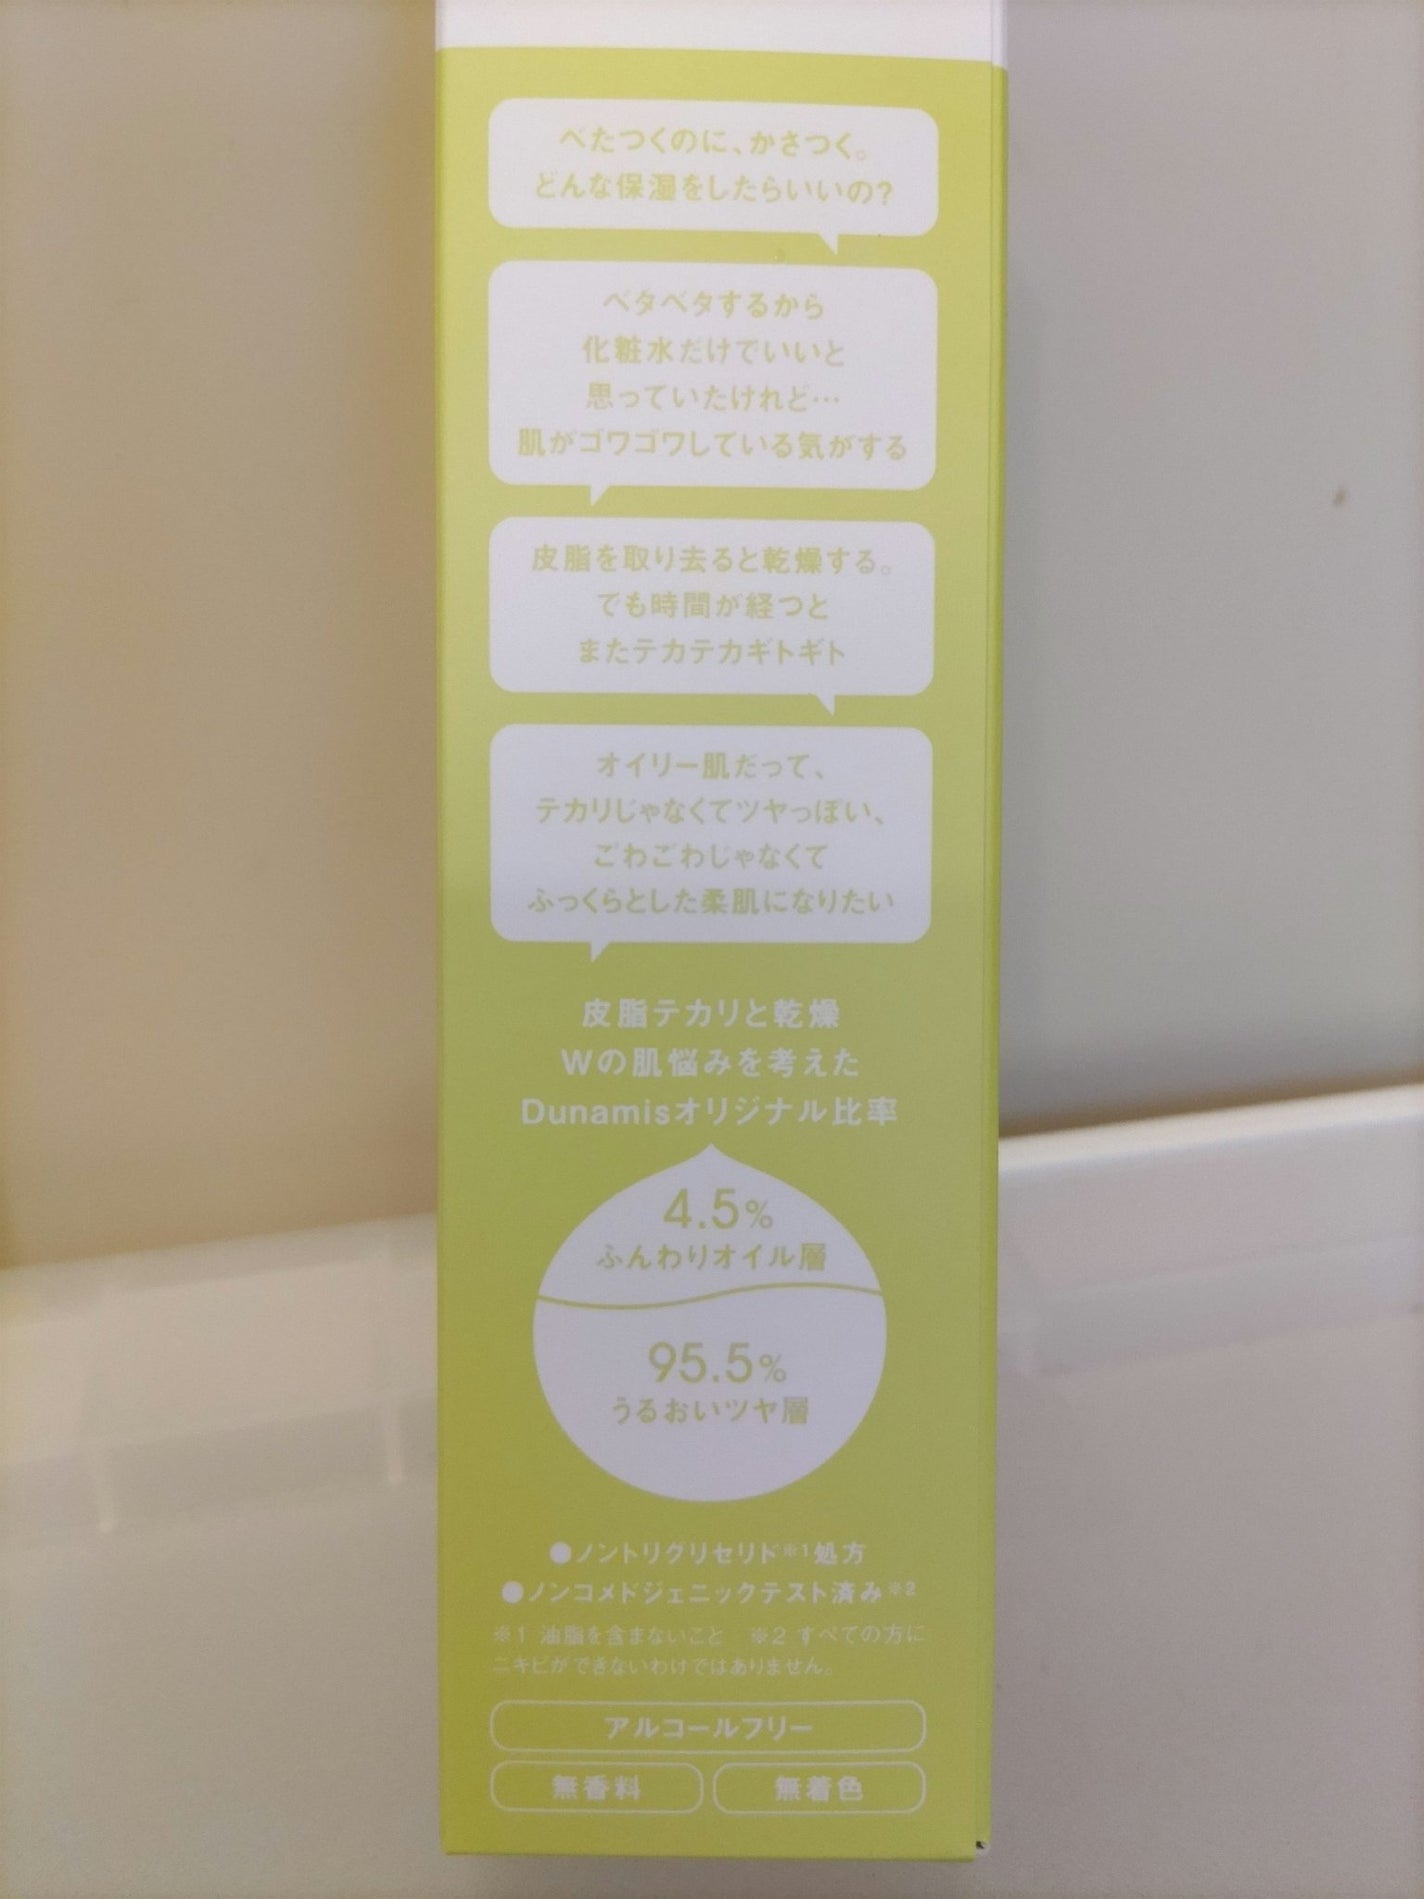 べたつくのに、かさつく。
どんな保湿をしたらいいの?
ベタベタするから
化粧水だけでいいと
思っていたけれど…
肌がゴワゴワしている気がする
皮脂を取り去ると乾燥する。
でも時間が経つと
またテカテカギトギト
オイリー肌だって、
テカリじゃなくてツヤっぽい、
ごわごわじゃなくて
ふっくらとした柔肌になりたい
皮脂テカリと乾燥
Wの肌悩みを考えた
Dunamisオリジナル比率
4.5%
ふんわりオイル層
95.5%
うるおいツヤ層
●ノントリグリセリド※1処方
●ノンコメドジェニックテスト済み※2
※1 油脂を含まないこと ※2 すべての方に
ニキビができないわけではありません。
アルコールフリー
無香料 無着色